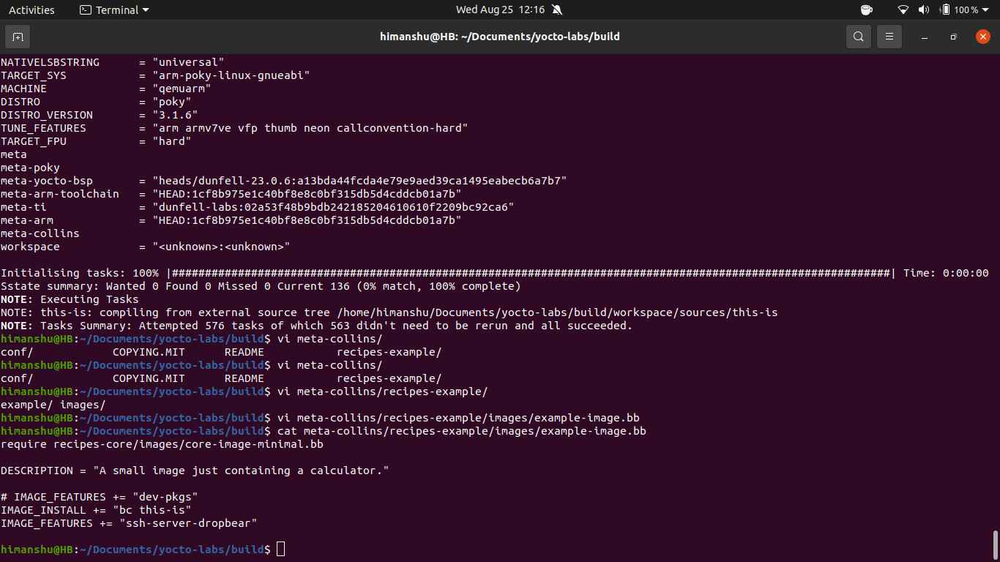 Activities Terminal Wed Aug 25 12:16 100 %
himanshu@HB: ~/Documents/yocto-labs/build
NATIVELSBSTRING      = "universal"
TARGET_SYS           = "arm-poky-linux-gnueabi"
MACHINE              = "qemuarm"
DISTRO               = "poky"
DISTRO_VERSION       = "3.1.6"
TUNE_FEATURES        = "arm armv7ve vfp thumb neon callconvention-hard"
TARGET_FPU           = "hard"
meta
meta-poky
meta-yocto-bsp       = "heads/dunfell-23.0.6:a13bda44fcda4e79e9aed39ca1495eabecb6a7b7"
meta-arm-toolchain   = "HEAD:1cf8b975e1c40bf8e8c0bf315db5d4cddcb01a7b"
meta-ti              = "dunfell-labs:02a53f48b9bdb242185204610610f2209bc92ca6"
meta-arm             = "HEAD:1cf8b975e1c40bf8e8c0bf315db5d4cddcb01a7b"
meta-collins
workspace            = "<unknown>:<unknown>"
Initialising tasks: 100% |#############################################################################################################| Time: 0:00:00
Sstate summary: Wanted 0 Found 0 Missed 0 Current 136 (0% match, 100% complete)
NOTE: Executing Tasks
NOTE: this-is: compiling from external source tree /home/himanshu/Documents/yocto-labs/build/workspace/sources/this-is
NOTE: Tasks Summary: Attempted 576 tasks of which 563 didn't need to be rerun and all succeeded.
himanshu@HB:~/Documents/yocto-labs/build$ vi meta-collins/
conf/            COPYING.MIT      README           recipes-example/
himanshu@HB:~/Documents/yocto-labs/build$ vi meta-collins/
conf/            COPYING.MIT      README           recipes-example/
himanshu@HB:~/Documents/yocto-labs/build$ vi meta-collins/recipes-example/
example/ images/
himanshu@HB:~/Documents/yocto-labs/build$ vi meta-collins/recipes-example/images/example-image.bb
himanshu@HB:~/Documents/yocto-labs/build$ cat meta-collins/recipes-example/images/example-image.bb
require recipes-core/images/core-image-minimal.bb
DESCRIPTION = "A small image just containing a calculator."
# IMAGE_FEATURES += "dev-pkgs"
IMAGE_INSTALL += "bc this-is"
IMAGE_FEATURES += "ssh-server-dropbear"
himanshu@HB:~/Documents/yocto-labs/build$